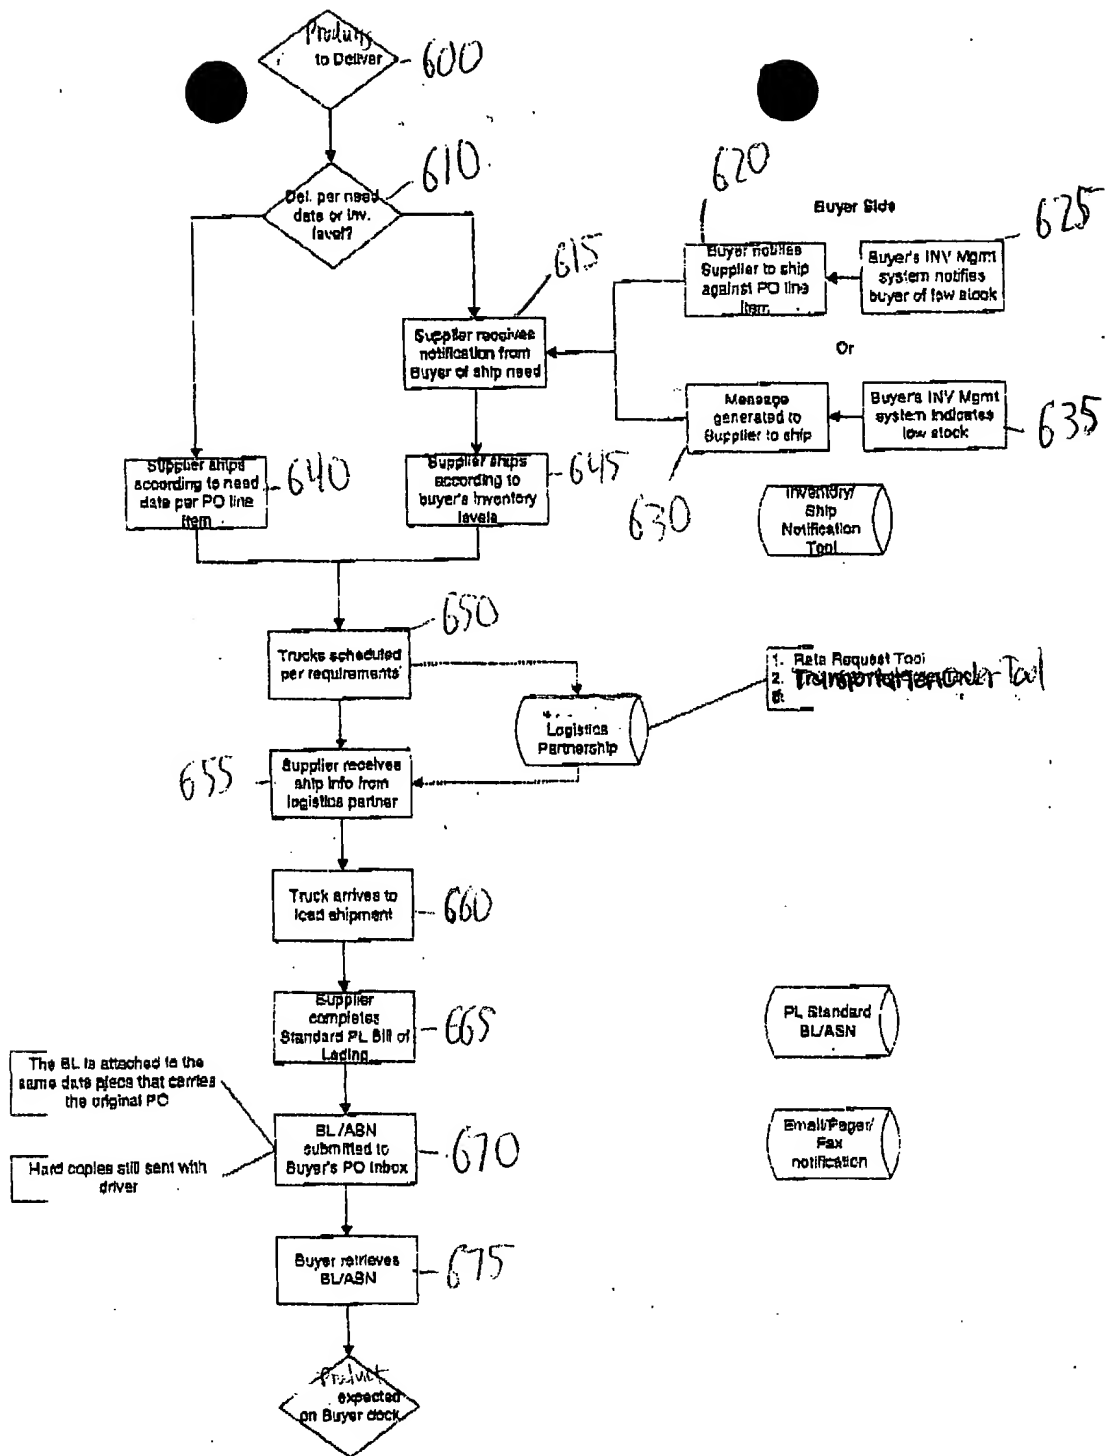 Produts
to Deliver
600
610
Del. per need
date or Inv.
level?
615
620
Buyer Side
625
Buyer notifies
Supplier to ship
against PO line
item
Buyer's INV Mgmt
system notifies
buyer of low stock
Supplier receives
notification from
Buyer of ship need
Or
Message
generated to
Supplier to ship
Buyer's INV Mgmt
system indicates
low stock
635
630
Supplier ships
according to need
date per PO line
item
640
Supplier ships
according to
buyer's inventory
levels
645
Inventory/
Ship
Notification
Tool
650
Trucks scheduled
per requirements
1. Rate Request Tool
2. Tool
Logistics
Partnership
655
Supplier receives
ship info from
logistics partner
Truck arrives to
load shipment
660
Supplier
completes
Standard PL Bill of
Lading
665
PL Standard
BL/ASN
The BL is attached to the
same data piece that carries
the original PO
BL/ASN
submitted to
Buyer's PO Inbox
670
Email/Pager/
Fax
notification
Hard copies still sent with
driver
Buyer retrieves
BL/ASN
675
Product
expected
on Buyer dock